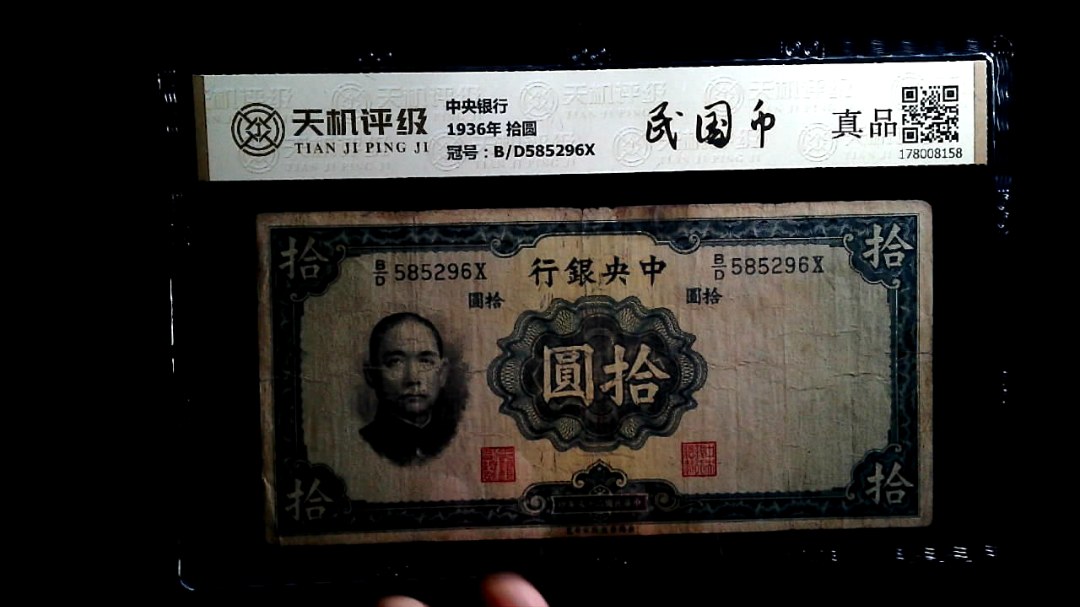 天机评级
TIAN JI PING JI
中央银行
1936年 拾圆
冠号：B/D585296X
民国币
真品
178008158
拾
拾
B/D 585296X
行銀央中
B/D 585296X
圓拾
圓拾
圓拾
拾
拾